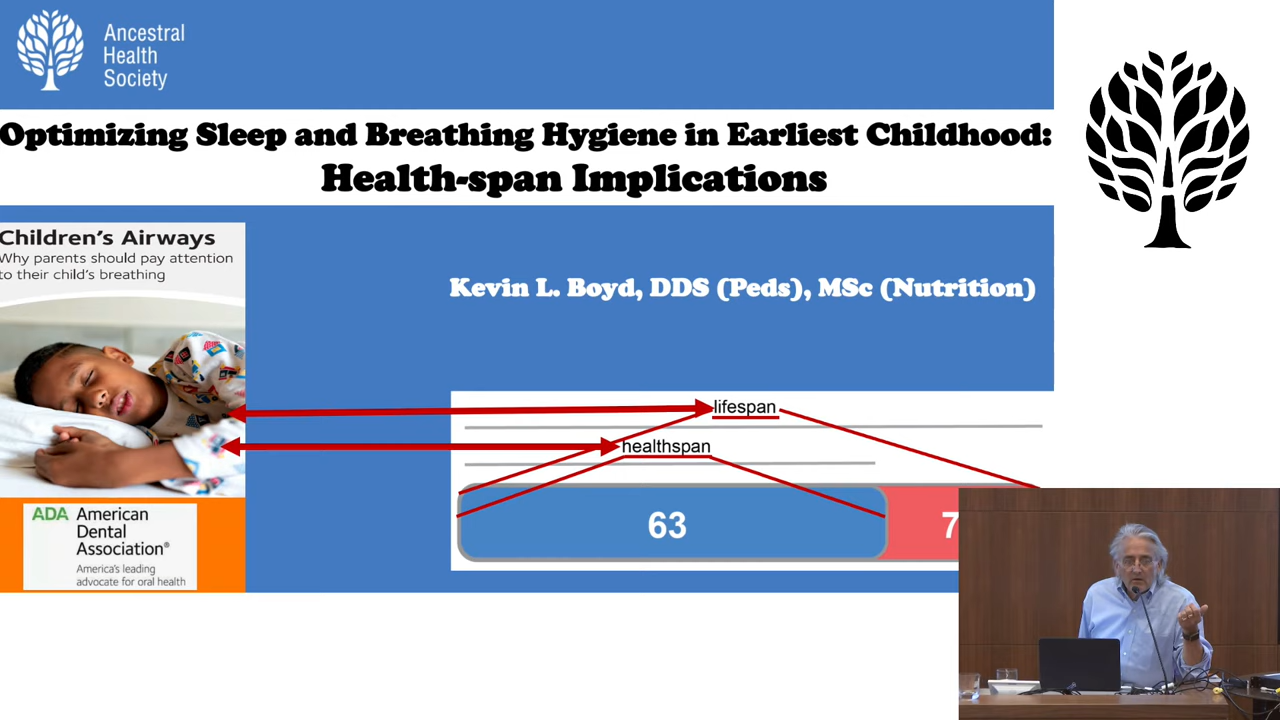 Ancestral
Health
Society
Optimizing Sleep and Breathing Hygiene in Earliest Childhood:
Health-span Implications
Children's Airways
Why parents should pay attention
to their child's breathing
Kevin L. Boyd, DDS (Peds), MSc (Nutrition)
lifespan
healthspan
63
7
ADA American
Dental
Association®
America's leading
advocate for oral health